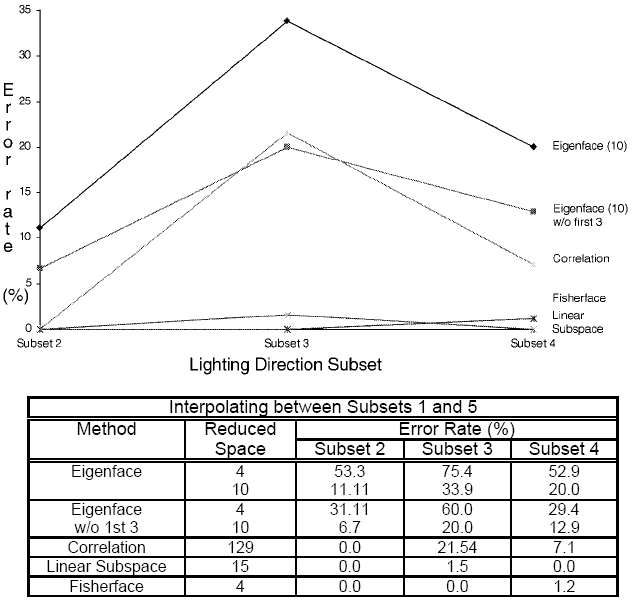 35
30
25
20
15
10
5
0
Error rate (%)
Eigenface (10)
Eigenface (10)
w/o first 3
Correlation
Fisherface
Linear
Subspace
Subset 2 Subset 3 Subset 4
Lighting Direction Subset
Interpolating between Subsets 1 and 5
Method Reduced Error Rate (%)
Space Subset 2 Subset 3 Subset 4
Eigenface 4 53.3 75.4 52.9
10 11.11 33.9 20.0
Eigenface 4 31.11 60.0 29.4
w/o 1st 3 10 6.7 20.0 12.9
Correlation 129 0.0 21.54 7.1
Linear Subspace 15 0.0 1.5 0.0
Fisherface 4 0.0 0.0 1.2